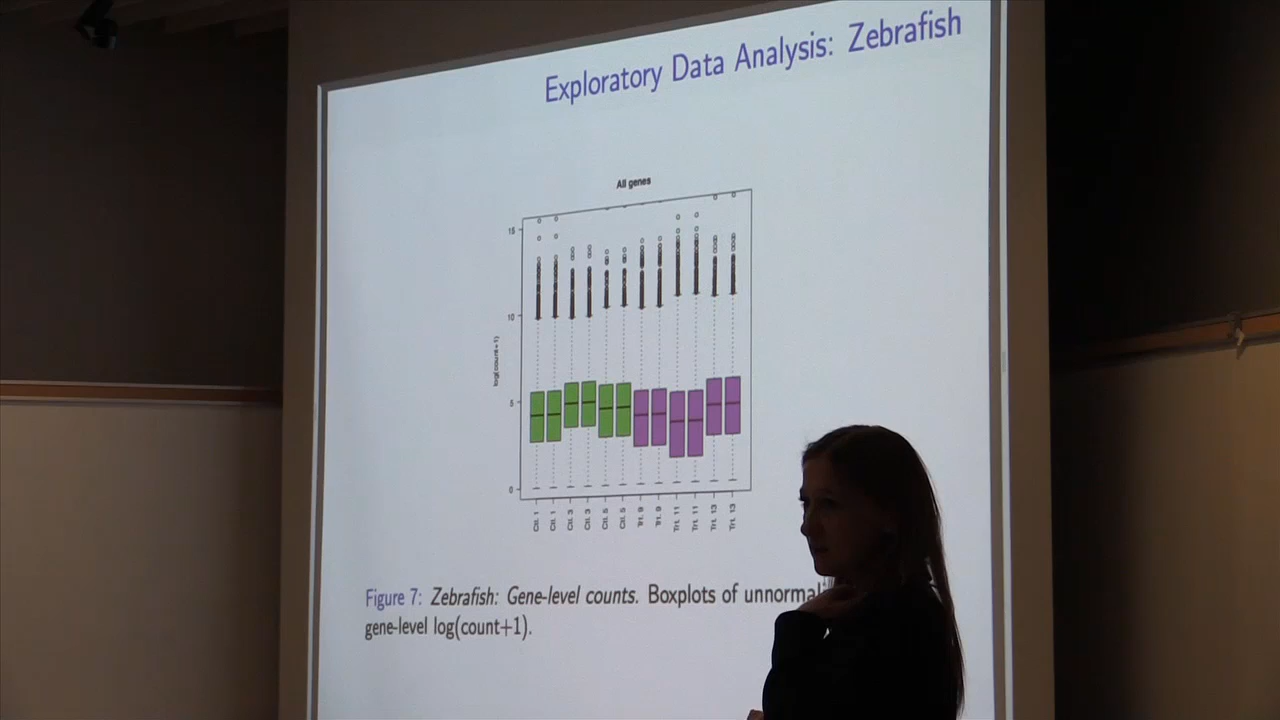 Exploratory Data Analysis: Zebrafish
All genes
15
10
5
0
log(count+1)
Ctl. 1
Ctl. 1
Ctl. 3
Ctl. 3
Ctl. 5
Ctl. 5
Trt. 9
Trt. 9
Trt. 11
Trt. 11
Trt. 13
Trt. 13
Figure 7: Zebrafish: Gene-level counts. Boxplots of
gene-level log(count+1).